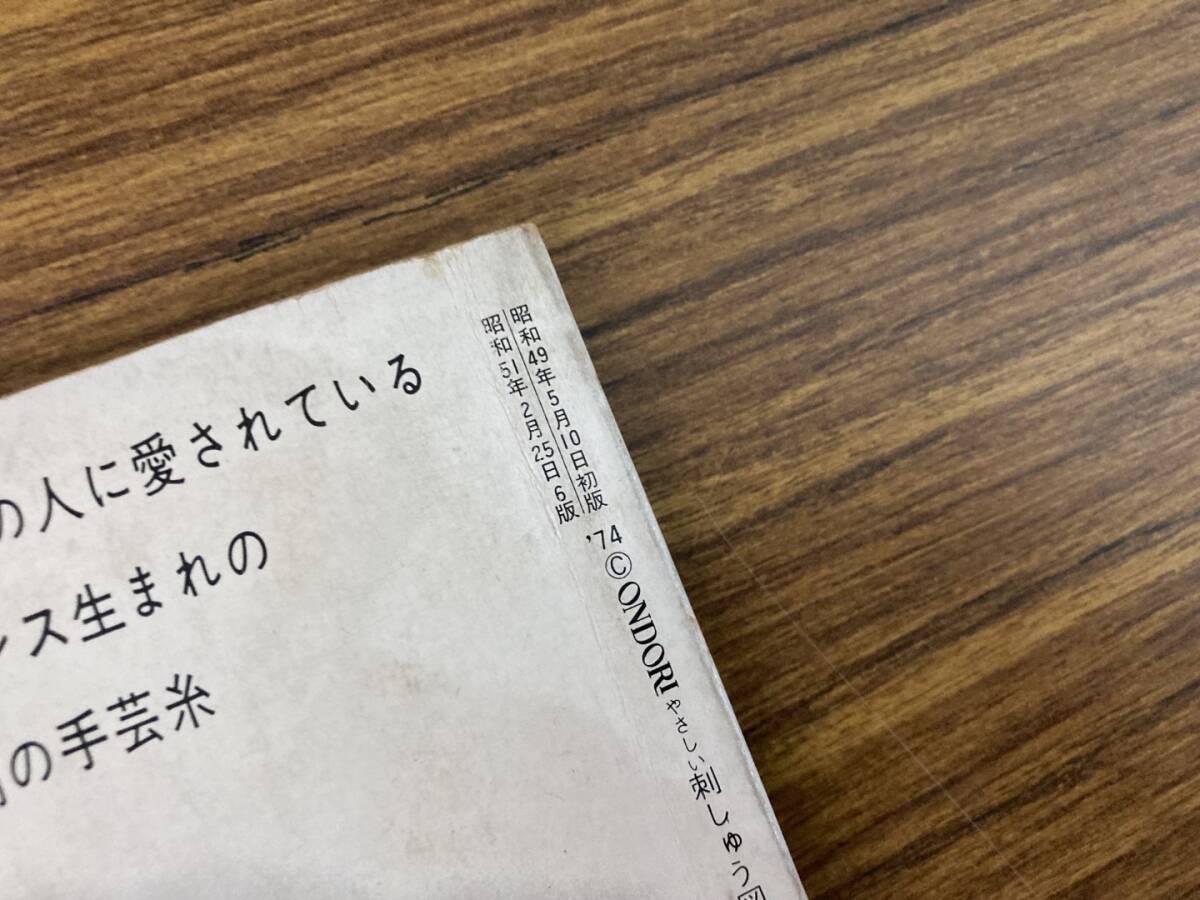 昭和49年5月10日初版
昭和51年2月25日6版
'74 © ONDORI やさしい刺しゅう図
の人に愛されている
ス生まれの
の手芸糸